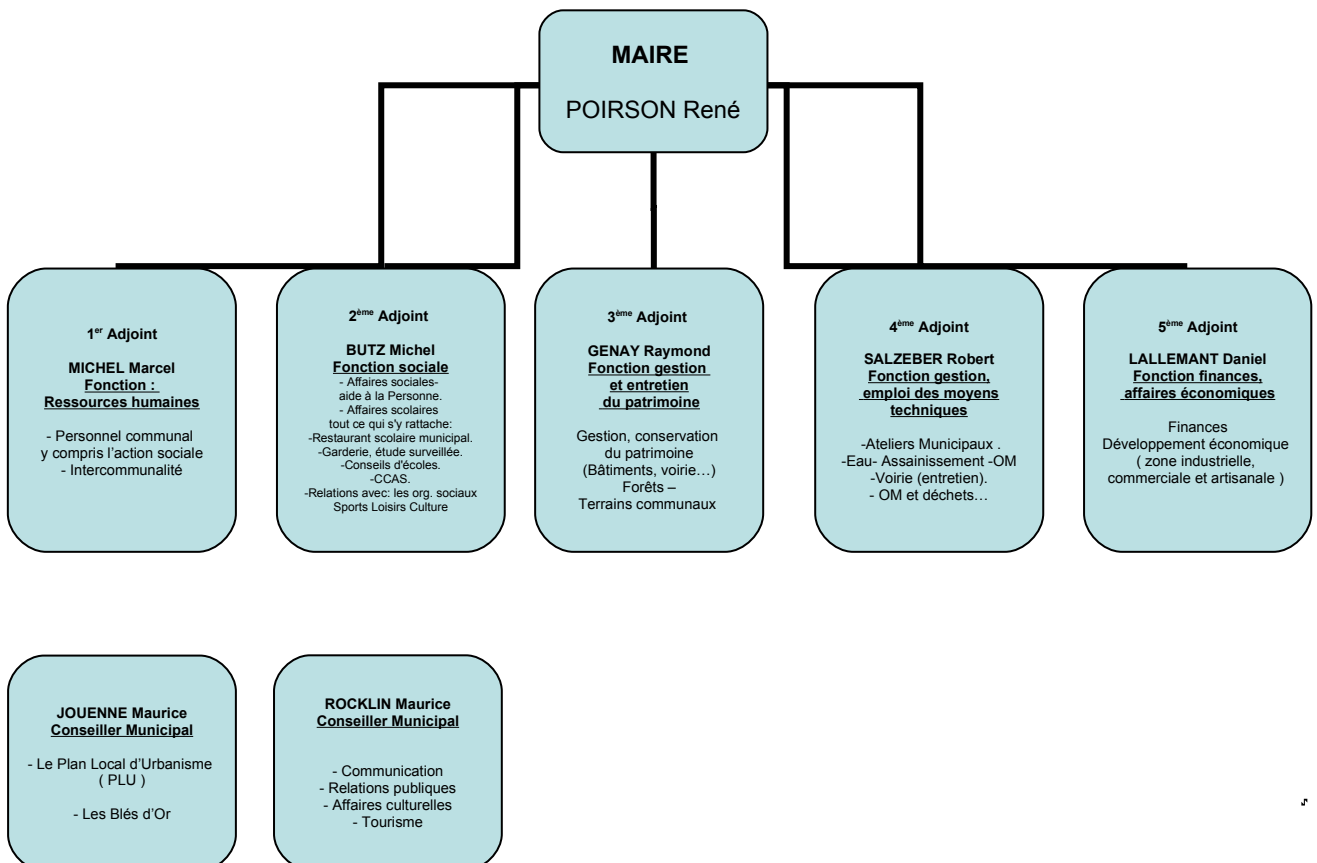 MAIRE
POIRSON René
1er Adjoint
MICHEL Marcel
Fonction :
Ressources humaines
- Personnel communal
y compris l’action sociale
- Intercommunalité
2ème Adjoint
BUTZ Michel
Fonction sociale
- Affaires sociales-
aide à la Personne.
- Affaires scolaires
tout ce qui s'y rattache:
-Restaurant scolaire municipal.
-Garderie, étude surveillée.
-Conseils d'écoles.
-CCAS.
-Relations avec: les org. sociaux
Sports Loisirs Culture
3ème Adjoint
GENAY Raymond
Fonction gestion
et entretien
du patrimoine
Gestion, conservation
du patrimoine
(Bâtiments, voirie…)
Forêts –
Terrains communaux
4ème Adjoint
SALZEBER Robert
Fonction gestion,
emploi des moyens
techniques
-Ateliers Municipaux .
-Eau- Assainissement -OM
-Voirie (entretien).
- OM et déchets…
5ème Adjoint
LALLEMANT Daniel
Fonction finances,
affaires économiques
Finances
Développement économique
( zone industrielle,
commerciale et artisanale )
JOUENNE Maurice
Conseiller Municipal
- Le Plan Local d’Urbanisme
( PLU )
- Les Blés d’Or
ROCKLIN Maurice
Conseiller Municipal
- Communication
- Relations publiques
- Affaires culturelles
- Tourisme